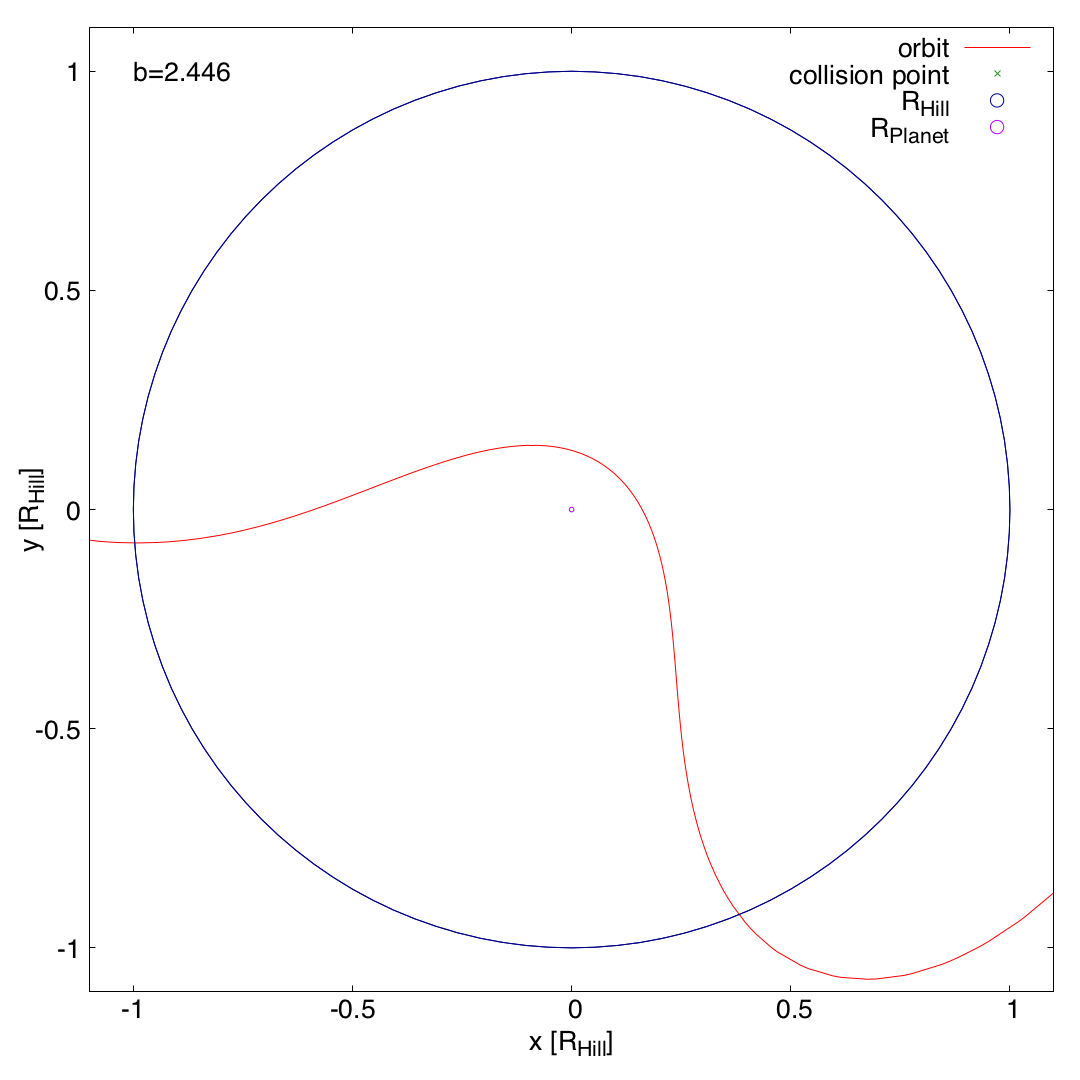 b=2.446
orbit
collision point
R_Hill
R_Planet
1
0.5
0
-0.5
-1
y [R_Hill]
-1 -0.5 0 0.5 1
x [R_Hill]